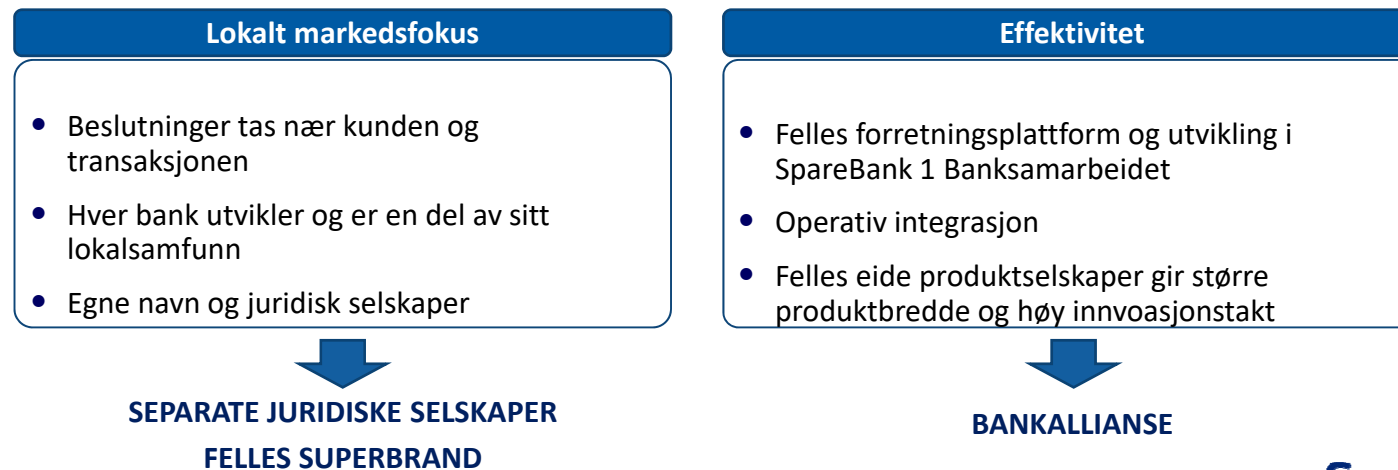 Lokalt markedsfokus
• Beslutninger tas nær kunden og
transaksjonen
• Hver bank utvikler og er en del av sitt
lokalsamfunn
• Egne navn og juridisk selskaper
SEPARATE JURIDISKE SELSKAPER
FELLES SUPERBRAND
Effektivitet
• Felles forretningsplattform og utvikling i
SpareBank 1 Banksamarbeidet
• Operativ integrasjon
• Felles eide produktselskaper gir større
produktbredde og høy innvoasjonstakt
BANKALLIANSE